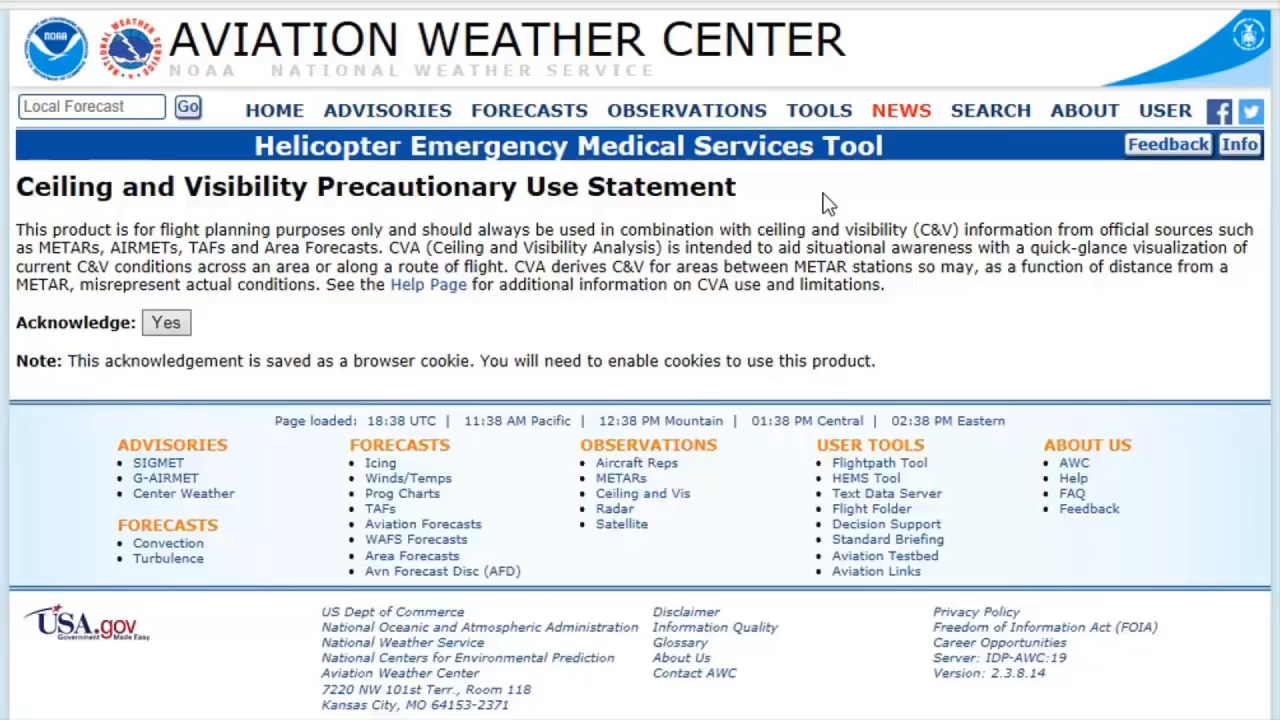 NOAA
AVIATION WEATHER CENTER
NOAA NATIONAL WEATHER SERVICE
Local Forecast Go HOME ADVISORIES FORECASTS OBSERVATIONS TOOLS NEWS SEARCH ABOUT USER
Helicopter Emergency Medical Services Tool Feedback Info
Ceiling and Visibility Precautionary Use Statement
This product is for flight planning purposes only and should always be used in combination with ceiling and visibility (C&V) information from official sources such
as METARs, AIRMETs, TAFs and Area Forecasts. CVA (Ceiling and Visibility Analysis) is intended to aid situational awareness with a quick-glance visualization of
current C&V conditions across an area or along a route of flight. CVA derives C&V for areas between METAR stations so may, as a function of distance from a
METAR, misrepresent actual conditions. See the Help Page for additional information on CVA use and limitations.
Acknowledge: Yes
Note: This acknowledgement is saved as a browser cookie. You will need to enable cookies to use this product.
Page loaded: 18:38 UTC | 11:38 AM Pacific | 12:38 PM Mountain | 01:38 PM Central | 02:38 PM Eastern
ADVISORIES
SIGMET
G-AIRMET
Center Weather
FORECASTS
Convection
Turbulence
FORECASTS
Icing
Winds/Temps
Prog Charts
TAFs
Aviation Forecasts
WAFS Forecasts
Area Forecasts
Avn Forecast Disc (AFD)
OBSERVATIONS
Aircraft Reps
METARs
Ceiling and Vis
Radar
Satellite
USER TOOLS
Flightpath Tool
HEMS Tool
Text Data Server
Flight Folder
Decision Support
Standard Briefing
Aviation Testbed
Aviation Links
ABOUT US
AWC
Help
FAQ
Feedback
USA.gov
Government Made Easy
US Dept of Commerce
National Oceanic and Atmospheric Administration
National Weather Service
National Centers for Environmental Prediction
Aviation Weather Center
7220 NW 101st Terr., Room 118
Kansas City, MO 64153-2371
Disclaimer
Information Quality
Glossary
About Us
Contact AWC
Privacy Policy
Freedom of Information Act (FOIA)
Career Opportunities
Server: IDP-AWC:19
Version: 2.3.8.14